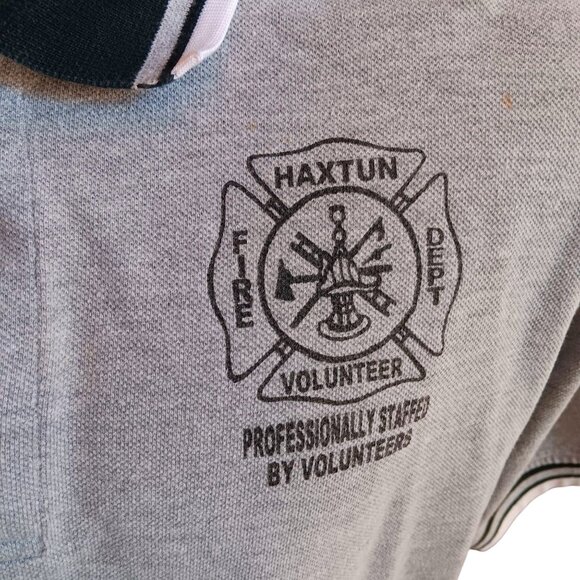 HAXTUN
FIRE
DEPT
VOLUNTEER
PROFESSIONALLY STAFFED
BY VOLUNTEERS